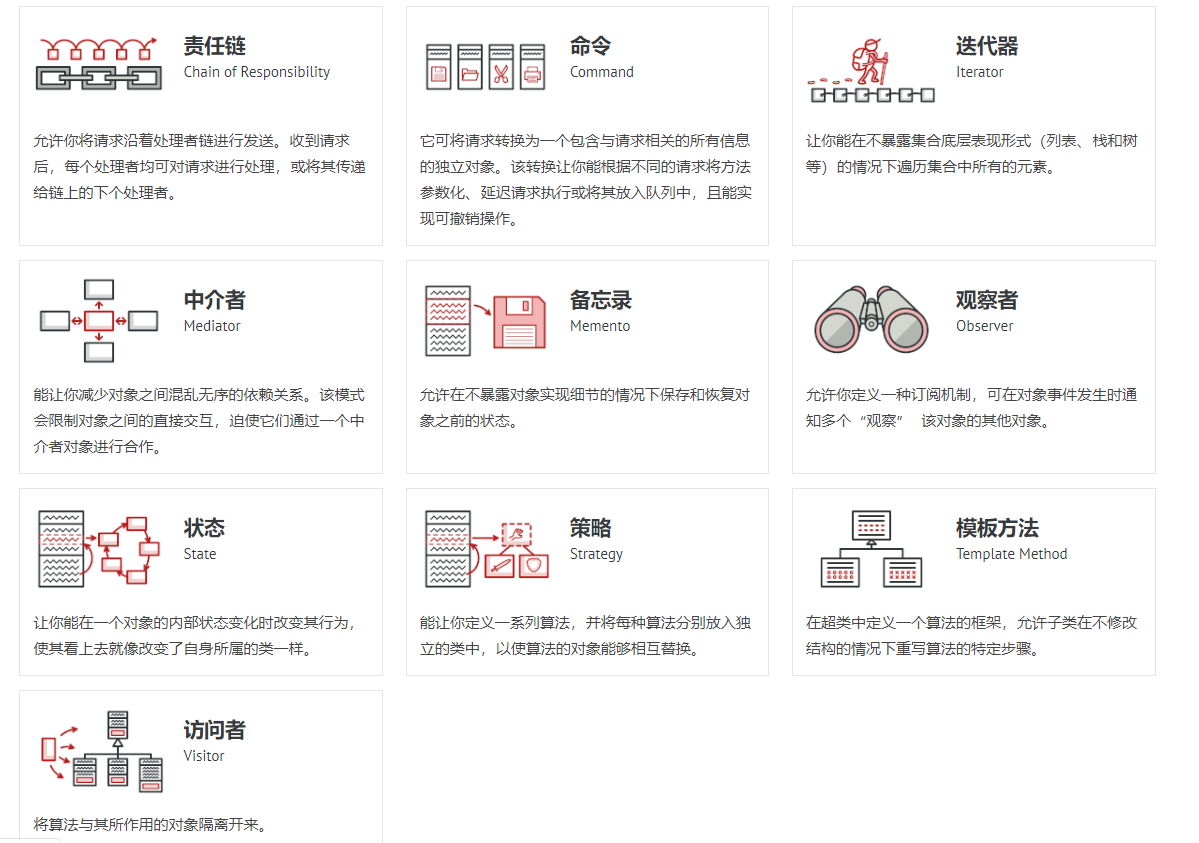 责任链
Chain of Responsibility
允许你将请求沿着处理者链进行发送。收到请求
后，每个处理者均可对请求进行处理，或将其传递
给链上的下个处理者。
命令
Command
它可将请求转换为一个包含与请求相关的所有信息
的独立对象。该转换让你能根据不同的请求将方法
参数化、延迟请求执行或将其放入队列中，且能实
现可撤销操作。
迭代器
Iterator
让你能在不暴露集合底层表现形式（列表、栈和树
等）的情况下遍历集合中所有的元素。
中介者
Mediator
能让你减少对象之间混乱无序的依赖关系。该模式
会限制对象之间的直接交互，迫使它们通过一个中
介者对象进行合作。
备忘录
Memento
允许在不暴露对象实现细节的情况下保存和恢复对
象之前的状态。
观察者
Observer
允许你定义一种订阅机制，可在对象事件发生时通
知多个“观察” 该对象的其他对象。
状态
State
让你能在一个对象的内部状态变化时改变其行为，
使其看上去就像改变了自身所属的类一样。
策略
Strategy
能让你定义一系列算法，并将每种算法分别放入独
立的类中，以使算法的对象能够相互替换。
模板方法
Template Method
在超类中定义一个算法的框架，允许子类在不修改
结构的情况下重写算法的特定步骤。
访问者
Visitor
将算法与其所作用的对象隔离开来。